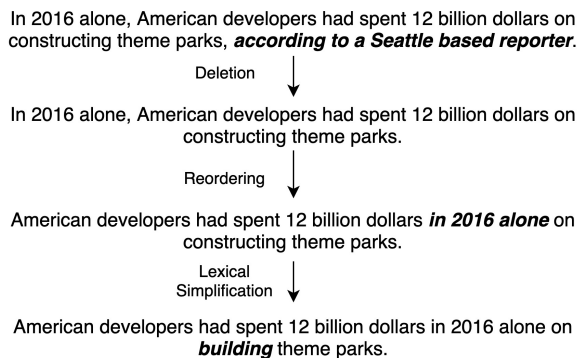 In 2016 alone, American developers had spent 12 billion dollars on
constructing theme parks, according to a Seattle based reporter.
Deletion
In 2016 alone, American developers had spent 12 billion dollars on
constructing theme parks.
Reordering
American developers had spent 12 billion dollars in 2016 alone on
constructing theme parks.
Lexical
Simplification
American developers had spent 12 billion dollars in 2016 alone on
building theme parks.